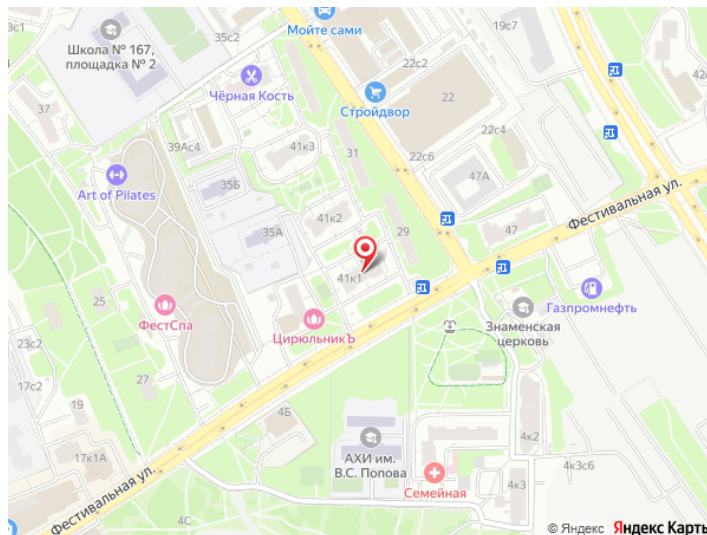 23с1
35с2
Мойте сами
19с7
Школа № 167,
площадка № 2
22с2
42
Чёрная Кость
Стройдвор
22
37
39Ас4
41к3
31
22с4
22с6
35Б
47А
Art of Pilates
41к2
Фестивальная ул.
35А
29
47
41к1
25
Газпромнефть
ФестСпа
ЦирюльникЪ
Знаменская
церковь
23с2
17с2
27
19
4Б
17к1А
АХИ им.
В.С. Попова
4к2
Семейная
4к3с6
4к3
Фестивальная ул.
4С
© Яндекс Яндекс Карты